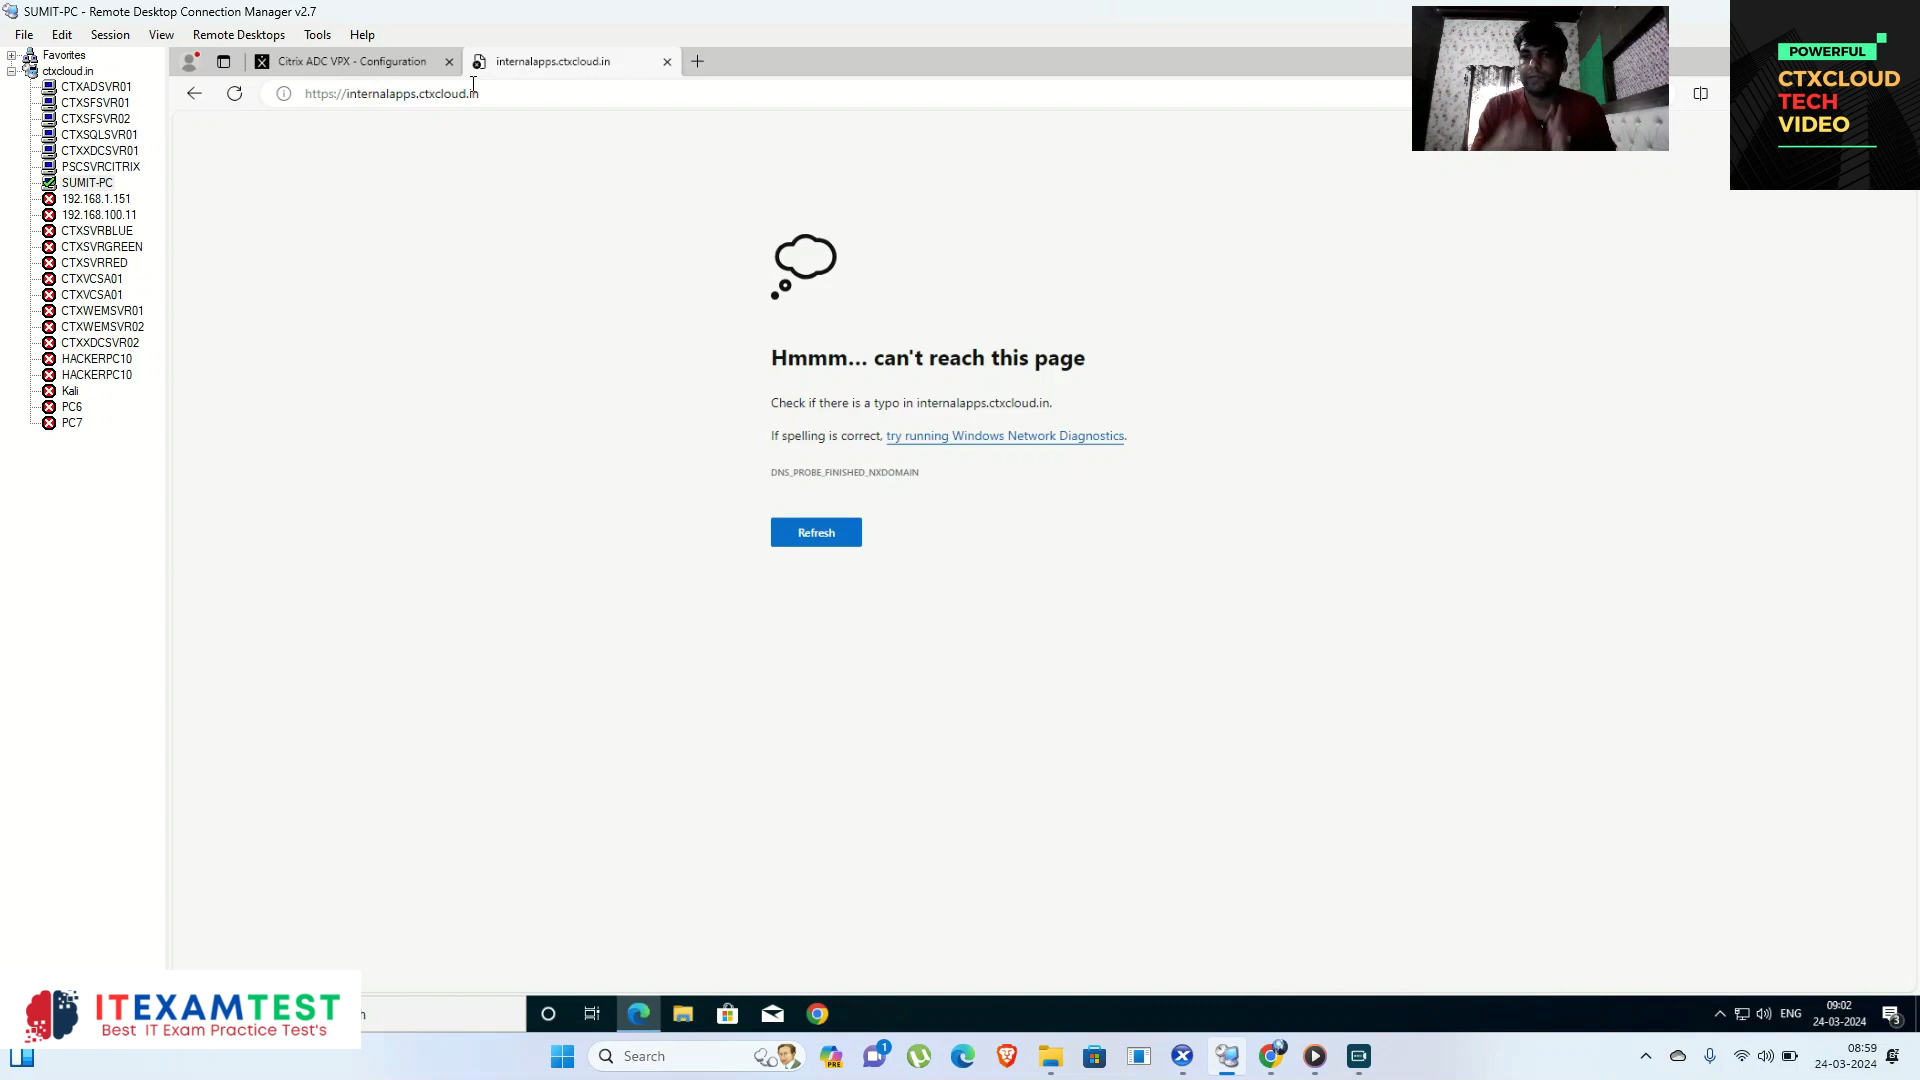 SUMIT-PC - Remote Desktop Connection Manager v2.7
File Edit Session View Remote Desktops Tools Help
Favorites
ctxcloud.in
CTXADSVR01
CTXSFSVR01
CTXSFSVR02
CTXSQLSVR01
CTXXDCSVR01
PSCSVRCITRIX
SUMIT-PC
192.168.1.151
192.168.100.11
CTXSVRBLUE
CTXSVRGREEN
CTXSVRRED
CTXVCSA01
CTXVCSA01
CTXWEMSVR01
CTXWEMSVR02
CTXXDCSVR02
HACKERPC10
HACKERPC10
Kali
PC6
PC7
Citrix ADC VPX - Configuration
internalapps.ctxcloud.in
https://internalapps.ctxcloud.in
Hmmm... can't reach this page
Check if there is a typo in internalapps.ctxcloud.in.
If spelling is correct, try running Windows Network Diagnostics.
DNS_PROBE_FINISHED_NXDOMAIN
Refresh
POWERFUL
CTXCLOUD
TECH
VIDEO
ITEXAMTEST
Best IT Exam Practice Test's
h
ENG
09:02
24-03-2024
3
Search
PRE
1
08:59
24-03-2024